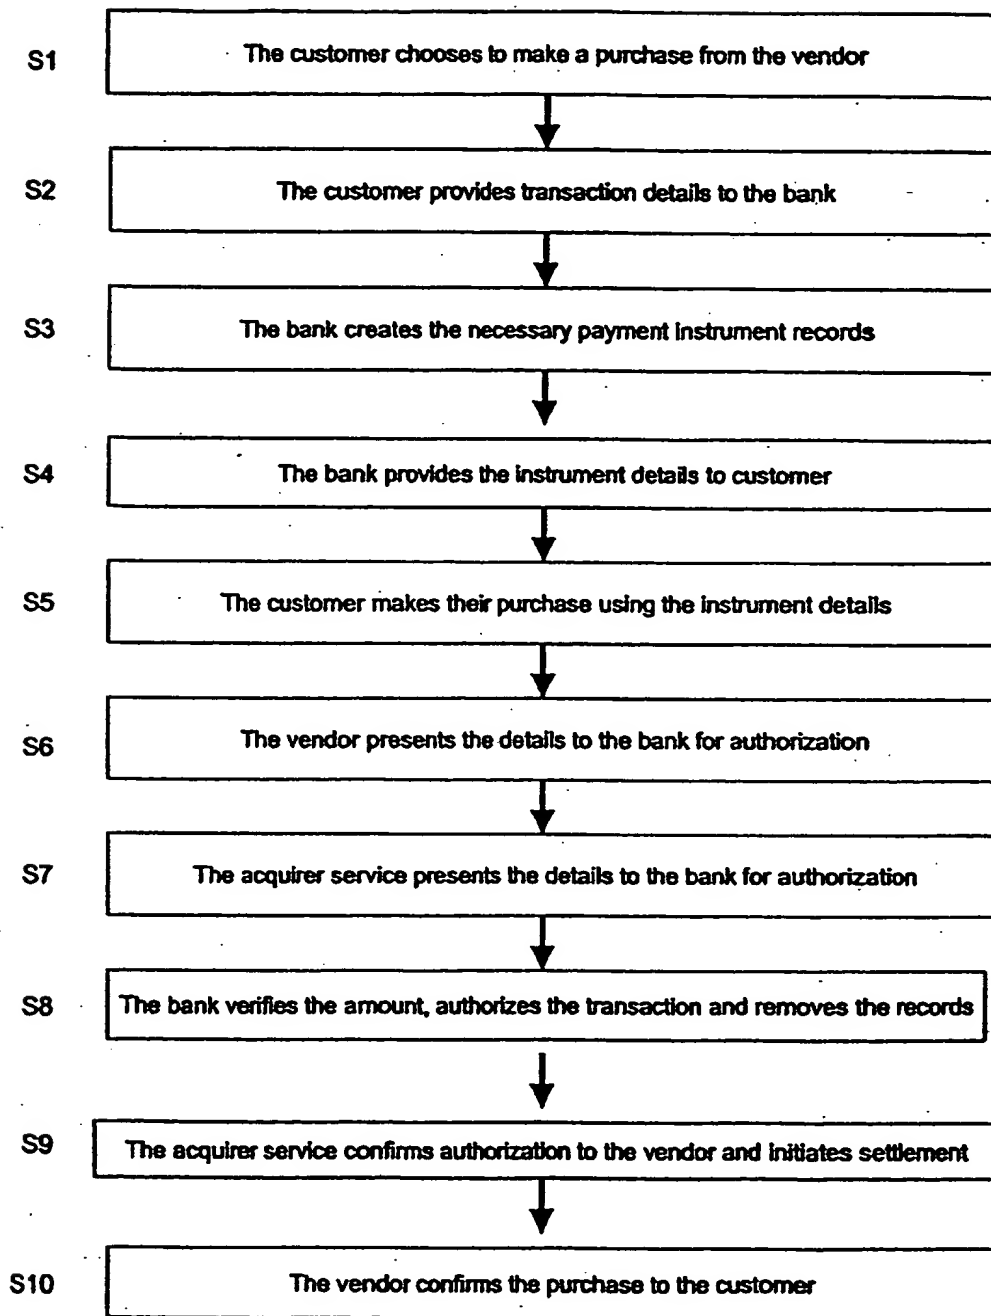 S1 The customer chooses to make a purchase from the vendor
S2 The customer provides transaction details to the bank
S3 The bank creates the necessary payment instrument records
S4 The bank provides the instrument details to customer
S5 The customer makes their purchase using the instrument details
S6 The vendor presents the details to the bank for authorization
S7 The acquirer service presents the details to the bank for authorization
S8 The bank verifies the amount, authorizes the transaction and removes the records
S9 The acquirer service confirms authorization to the vendor and initiates settlement
S10 The vendor confirms the purchase to the customer